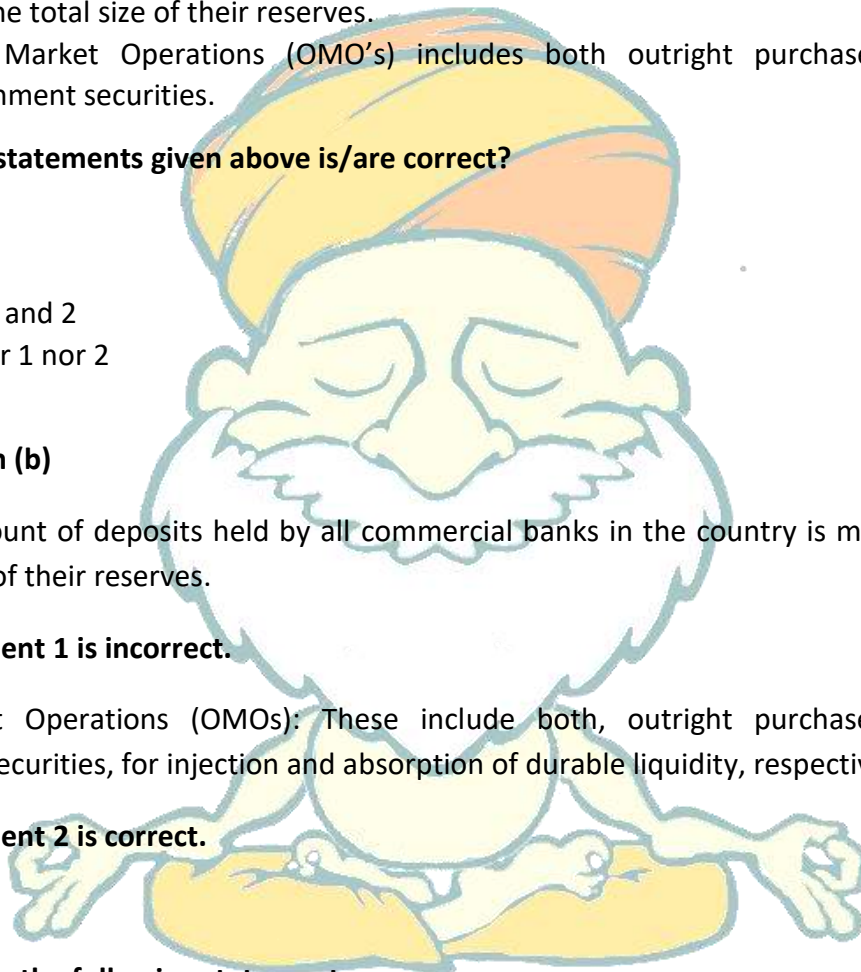 ne total size of their reserves.
Market Operations (OMO's) includes both outright purchase
nment securities.
statements given above is/are correct?
and 2
r 1 nor 2
n (b)
ount of deposits held by all commercial banks in the country is m
of their reserves.
ent 1 is incorrect.
t Operations (OMOs): These include both, outright purchase
ecurities, for injection and absorption of durable liquidity, respectiv
ent 2 is correct.
the following statements